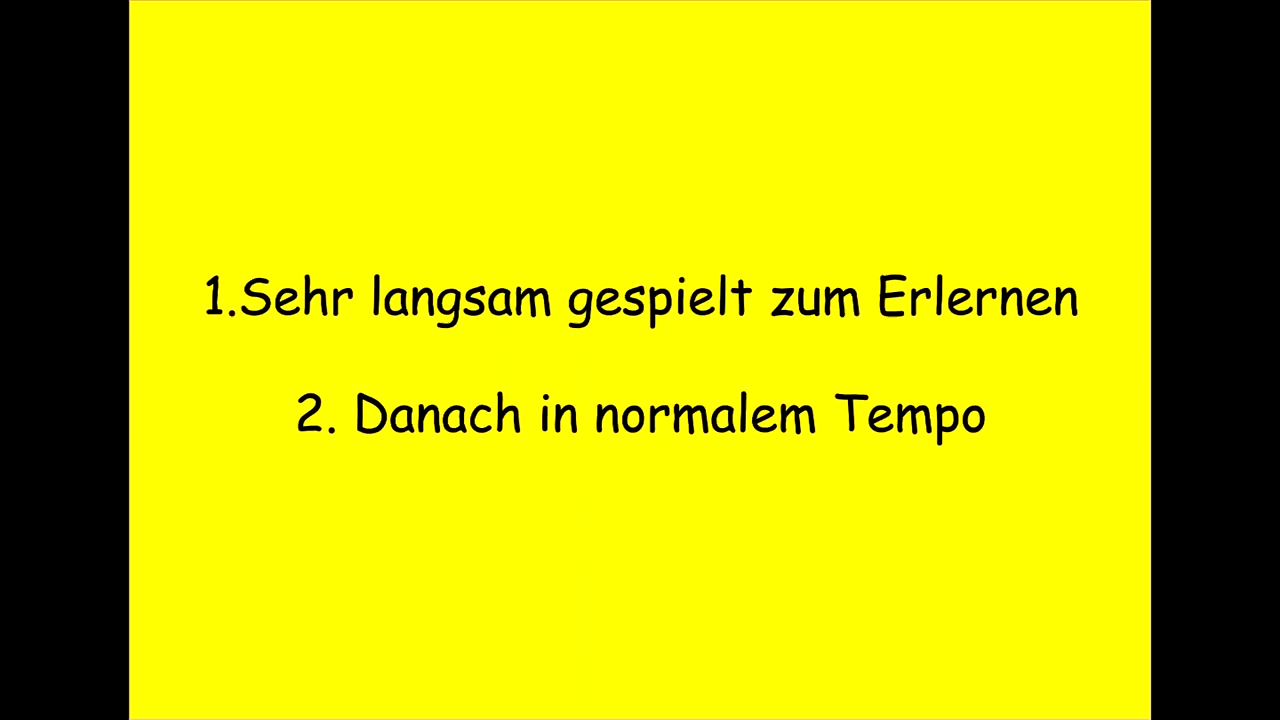 1.Sehr langsam gespielt zum Erlernen
2. Danach in normalem Tempo